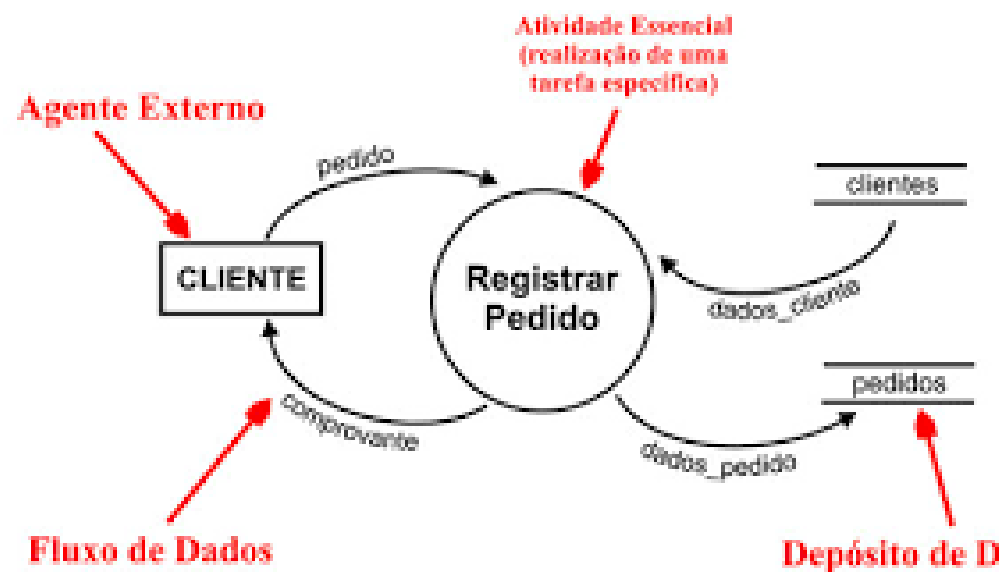 Atividade Essencial
(realização de uma
tarefa específica)
Agente Externo
pedido
clientes
CLIENTE
Registrar
Pedido
dados_cliente
pedidos
comprovante
dados_pedido
Fluxo de Dados
Depósito de D